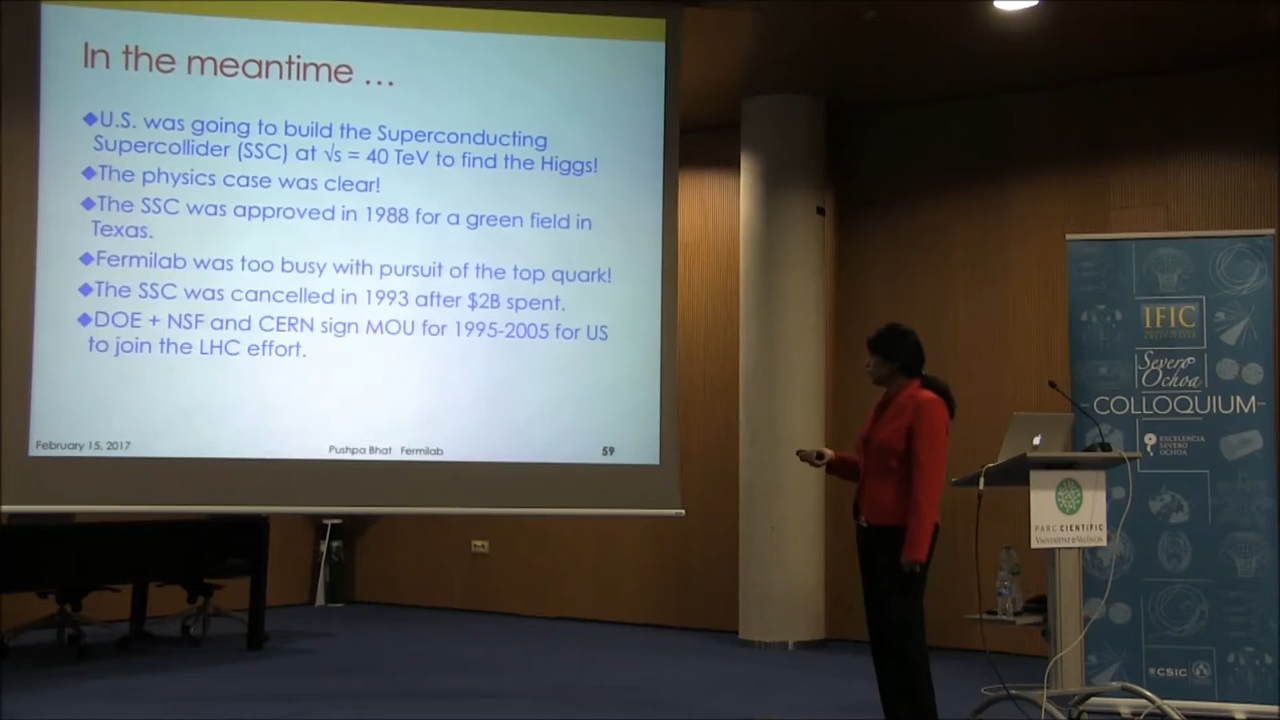 In the meantime …
◆U.S. was going to build the Superconducting
Supercollider (SSC) at √s = 40 TeV to find the Higgs!
◆The physics case was clear!
◆The SSC was approved in 1988 for a green field in
Texas.
◆Fermilab was too busy with pursuit of the top quark!
◆The SSC was cancelled in 1993 after $2B spent.
◆DOE + NSF and CERN sign MOU for 1995-2005 for US
to join the LHC effort.
February 15, 2017 Pushpa Bhat Fermilab 59
IFIC
Severo
Ochoa
-COLLOQUIUM-
EXCELENCIA
SEVERO
OCHOA
PARC CIENTÍFIC
VNIVERSITAT D VALÈNCIA
CSIC